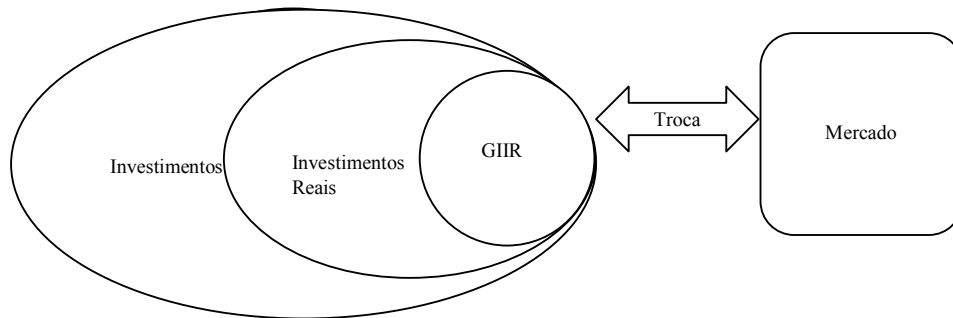 Investimentos
Investimentos
Reais
GIIR
Troca
Mercado